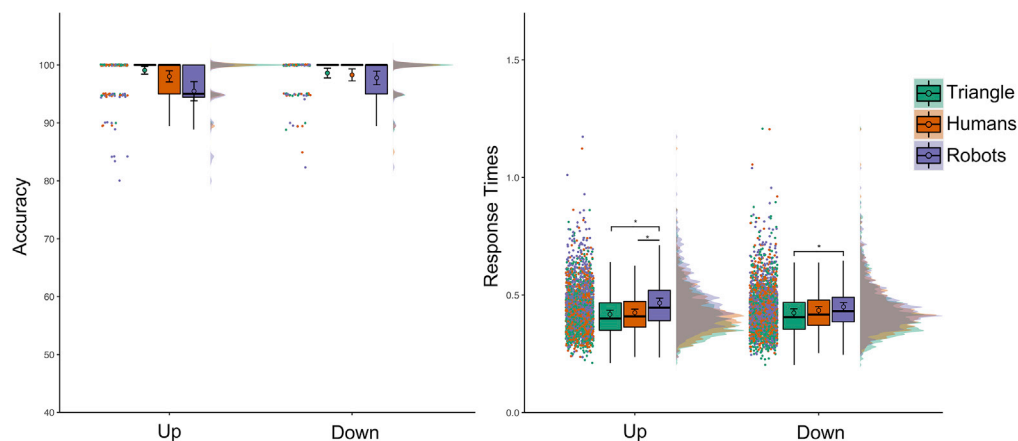 Accuracy
100
90
80
70
60
50
40
Up
Down
Response Times
1.5
1.0
0.5
0.0
*
*
*
Up
Down
Triangle
Humans
Robots